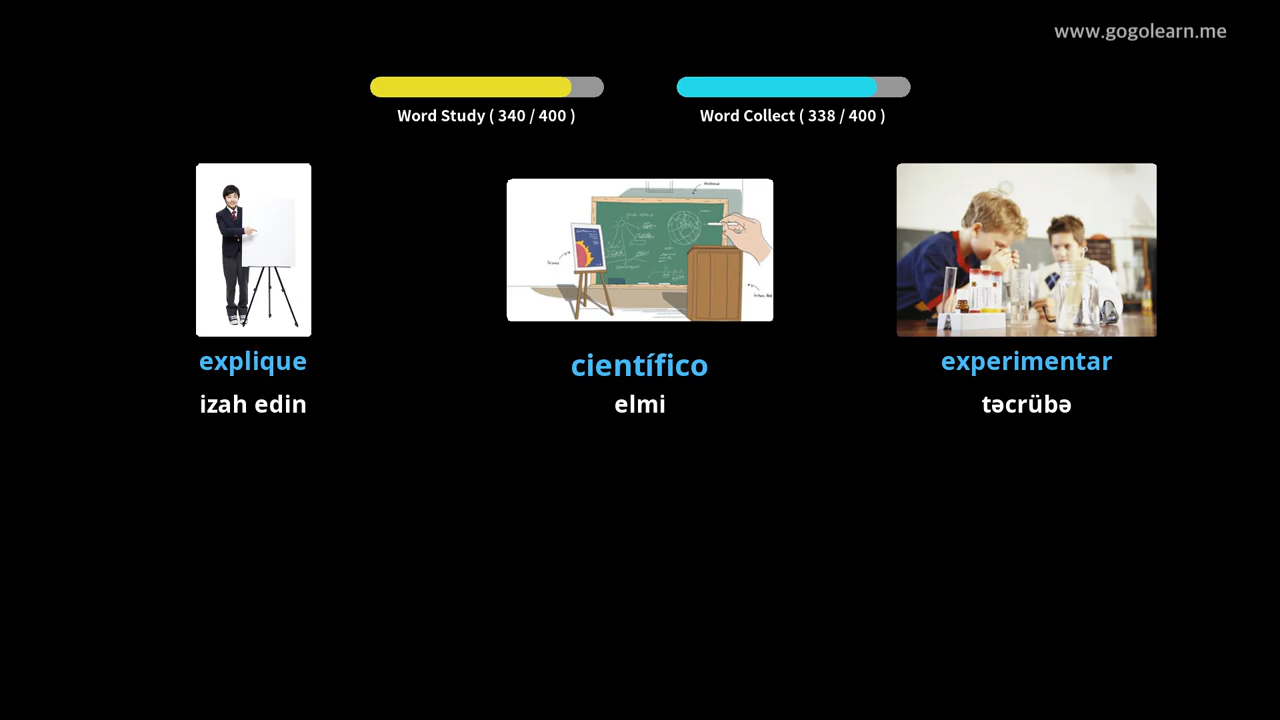 www.gogolearn.me
Word Study ( 340 / 400 )
Word Collect ( 338 / 400 )
explique
científico
experimentar
izah edin
elmi
təcrübə